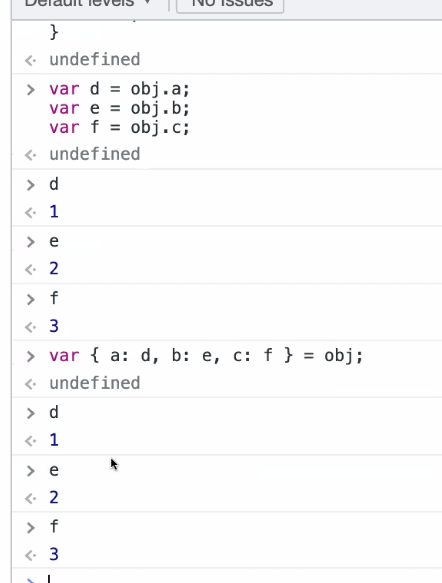 Default levels
No Issues
}
undefined
var d = obj.a;
var e = obj.b;
var f = obj.c;
undefined
d
1
e
2
f
3
var { a: d, b: e, c: f } = obj;
undefined
d
1
e
2
f
3